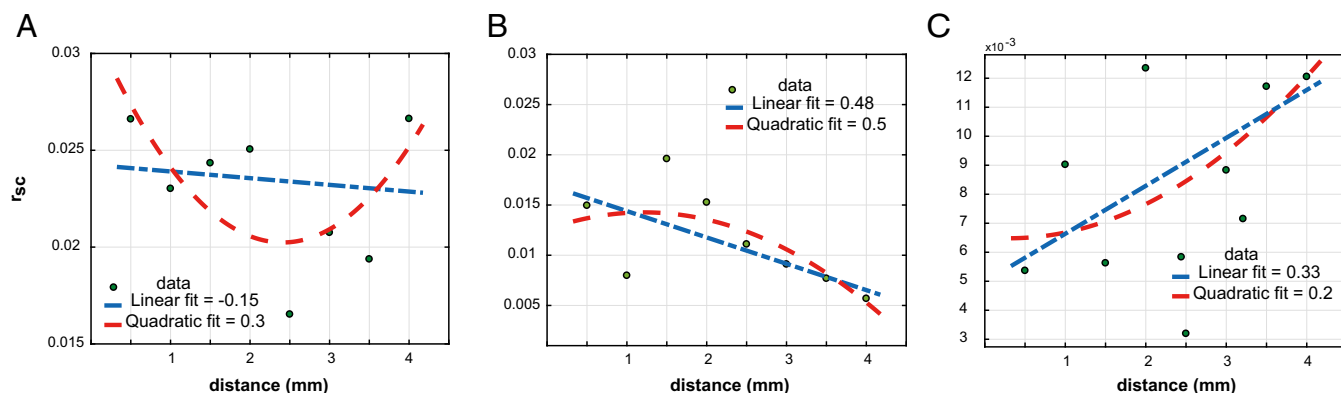 A
0.03
0.025
r_sc
0.02
0.015
data
Linear fit = -0.15
Quadratic fit = 0.3
1 2 3 4
distance (mm)
B
0.03
0.025
0.02
0.015
0.01
0.005
data
Linear fit = 0.48
Quadratic fit = 0.5
1 2 3 4
distance (mm)
C
x10⁻³
12
11
10
9
8
7
6
5
4
3
data
Linear fit = 0.33
Quadratic fit = 0.2
1 2 3 4
distance (mm)